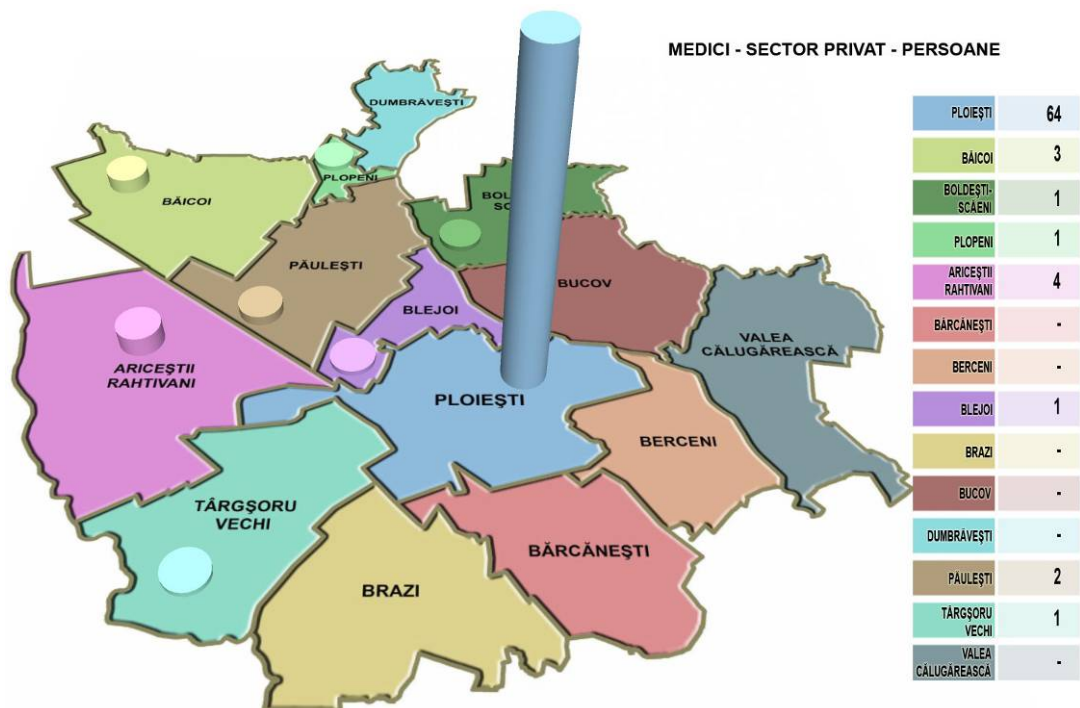 MEDICI - SECTOR PRIVAT - PERSOANE
DUMBRĂVEŞTI
PLOPENI
BĂICOI
BOLDEŞTI-
PĂULEŞTI
BUCOV
BLEJOI
VALEA
CĂLUGĂREASCĂ
ARICEŞTII
RAHTIVANI
PLOIEŞTI
BERCENI
TÂRGŞORU
VECHI
BĂRCĂNEŞTI
BRAZI
PLOIEŞTI 64
BĂICOI 3
BOLDEŞTI-
SCĂENI 1
PLOPENI 1
ARICEŞTII
RAHTIVANI 4
BĂRCĂNEŞTI -
BERCENI -
BLEJOI 1
BRAZI -
BUCOV -
DUMBRĂVEŞTI -
PĂULEŞTI 2
TÂRGŞORU
VECHI 1
VALEA
CĂLUGĂREASCĂ -